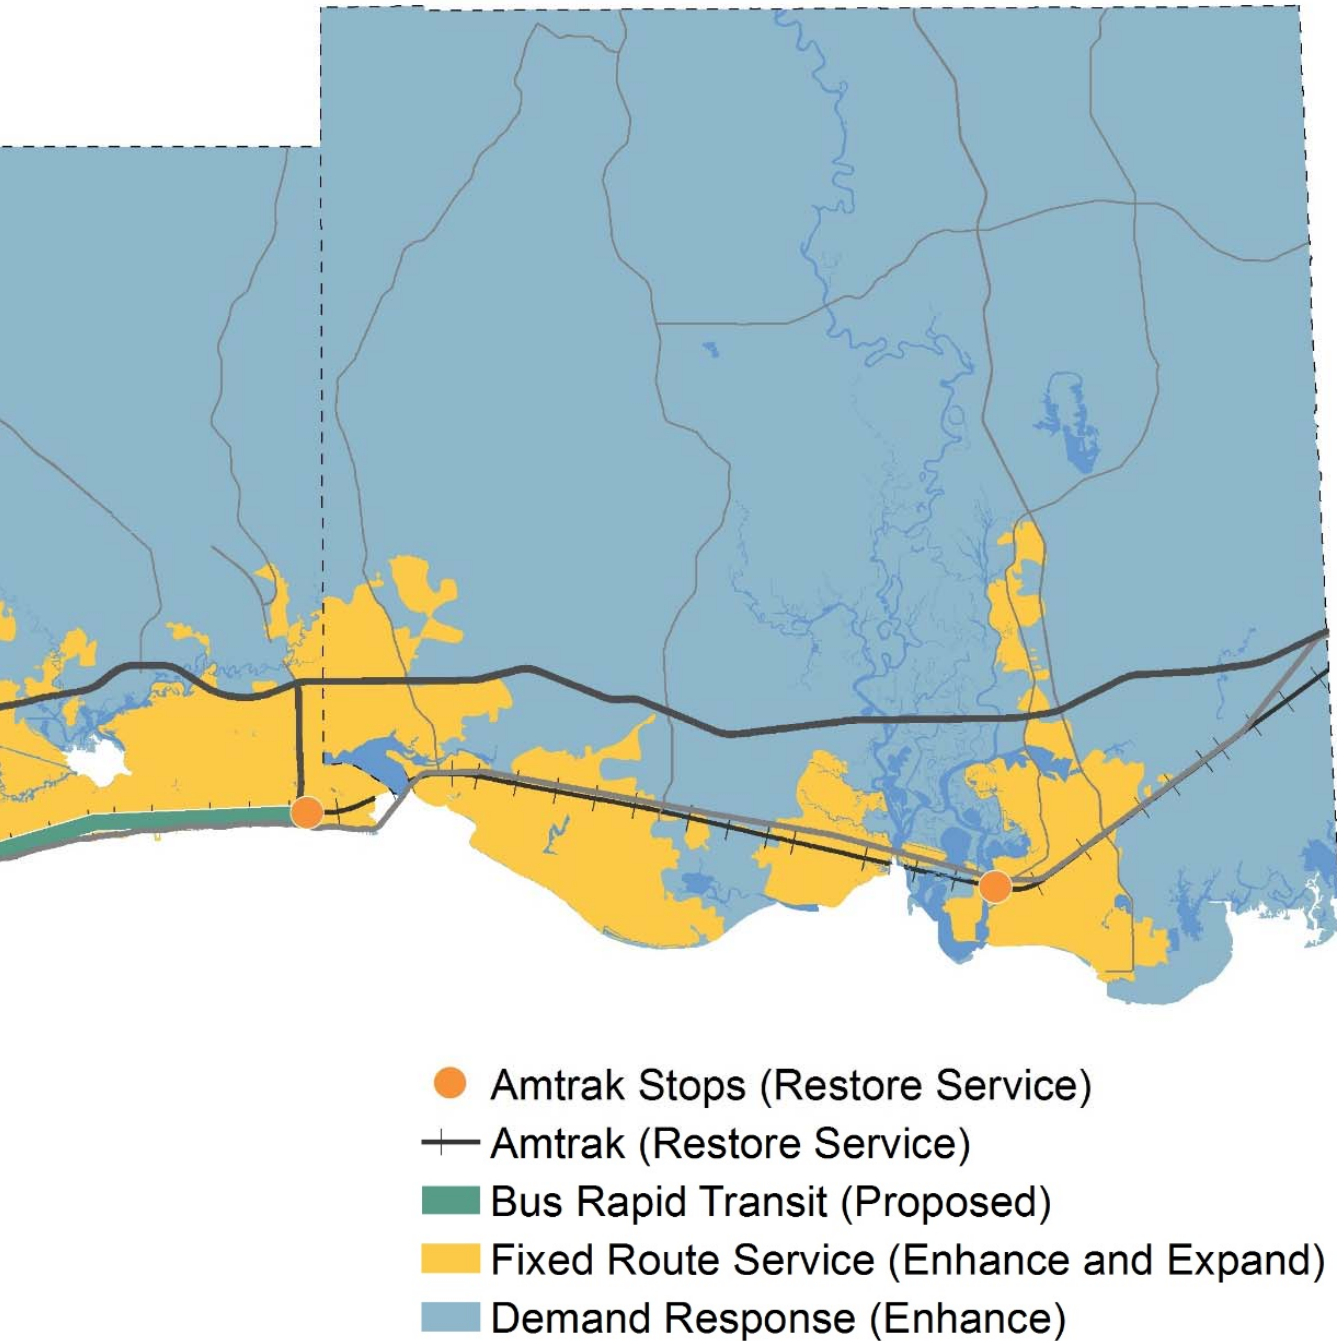 Amtrak Stops (Restore Service)
Amtrak (Restore Service)
Bus Rapid Transit (Proposed)
Fixed Route Service (Enhance and Expand)
Demand Response (Enhance)